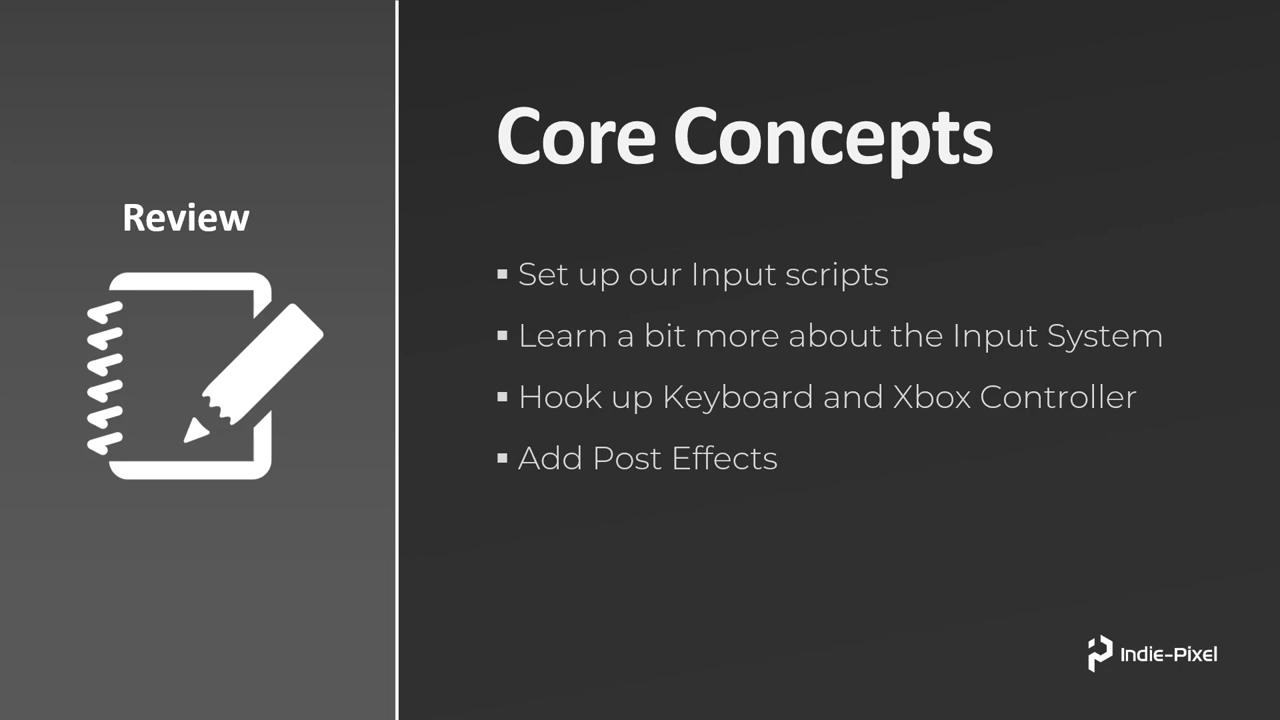 Review
Core Concepts
▪ Set up our Input scripts
▪ Learn a bit more about the Input System
▪ Hook up Keyboard and Xbox Controller
▪ Add Post Effects
Indie-Pixel